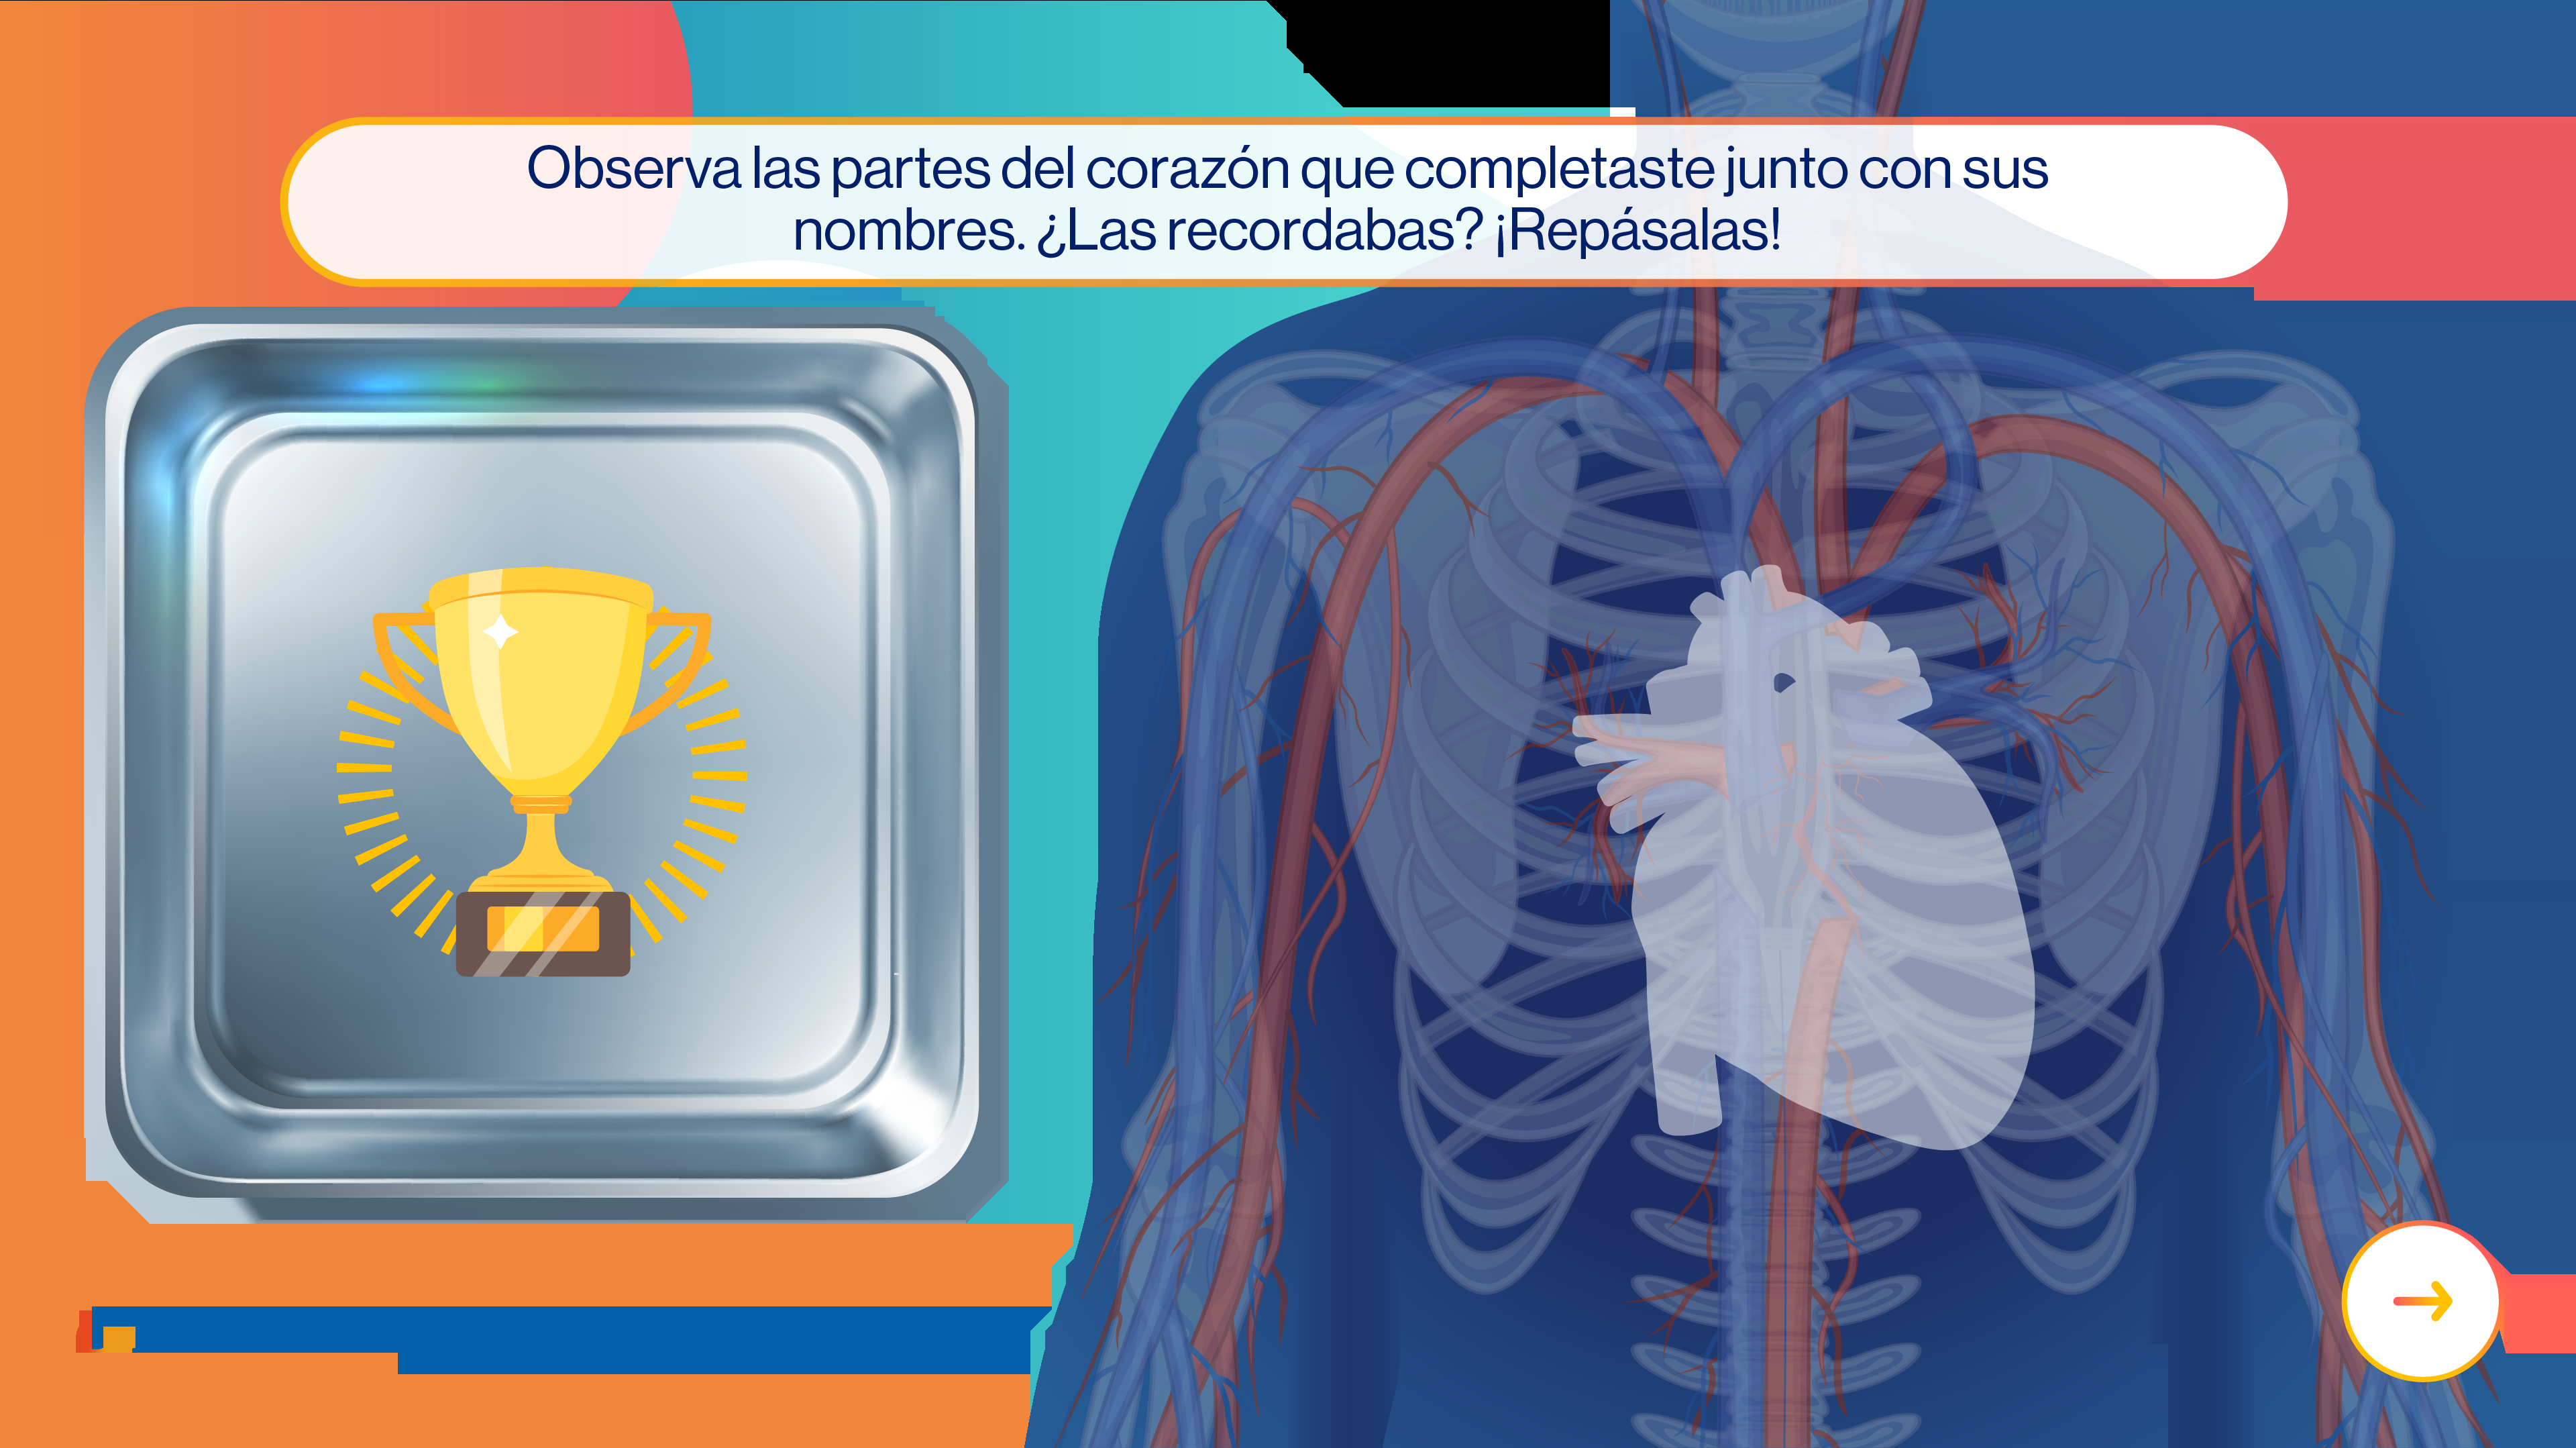 Observa las partes del corazón que completaste junto con sus
nombres. ¿Las recordabas? ¡Repásalas!